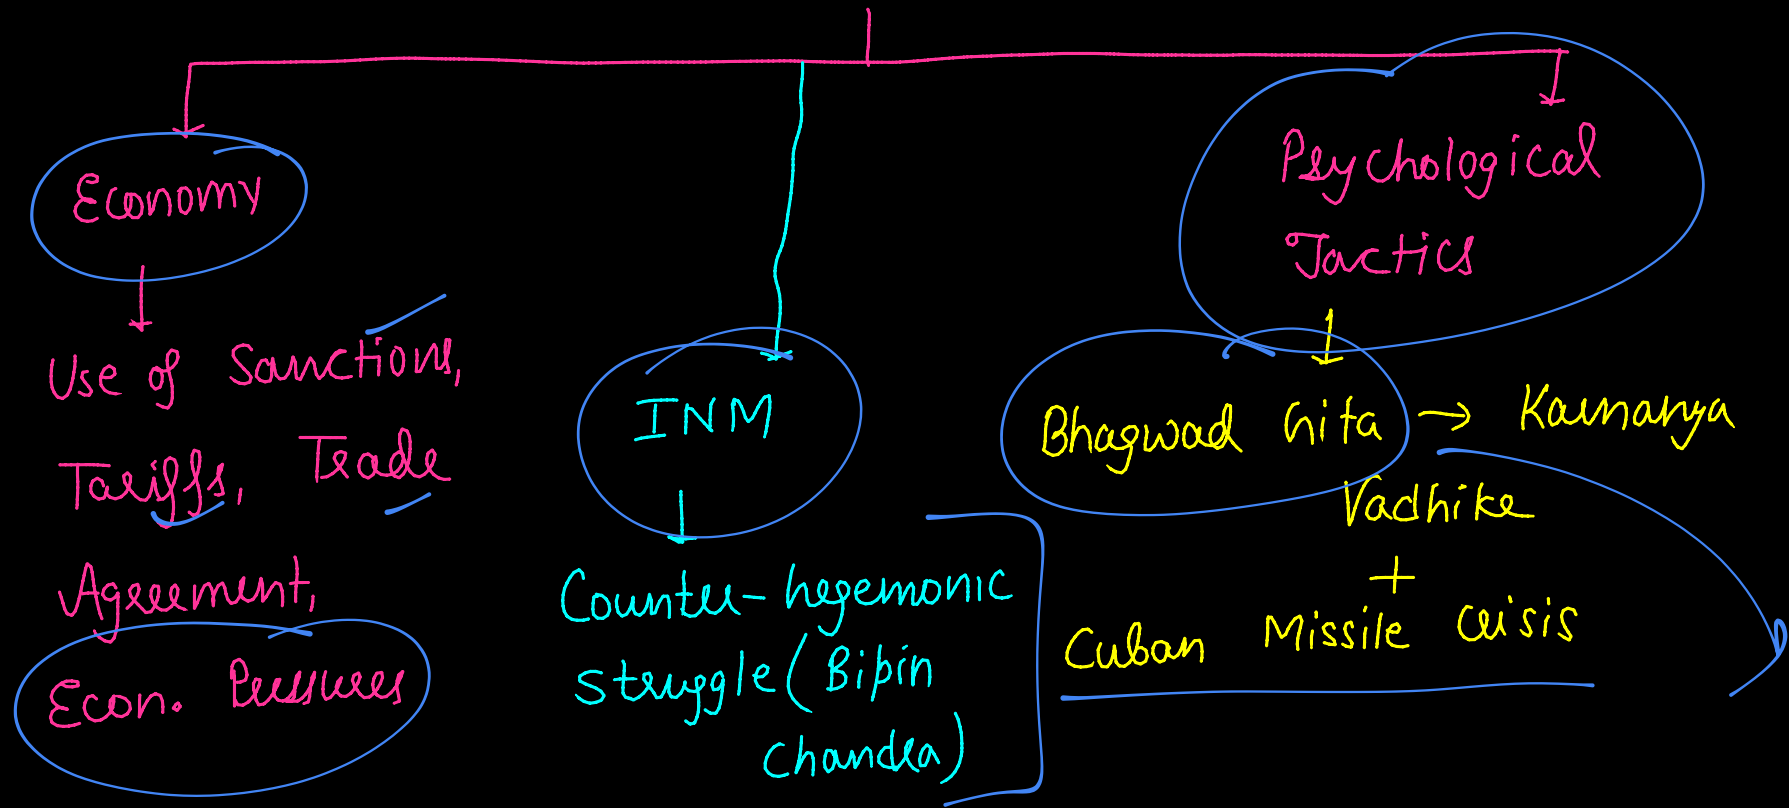 Economy
Use of Sanctions,
Tariffs, Trade
Agreement,
Econ. Pressures
INM
Counter-hegemonic
struggle (Bipin
Chandra)
Psychological
Tactics
Bhagwad Gita → Karmanya
Vadhike
+
Cuban Missile Crisis